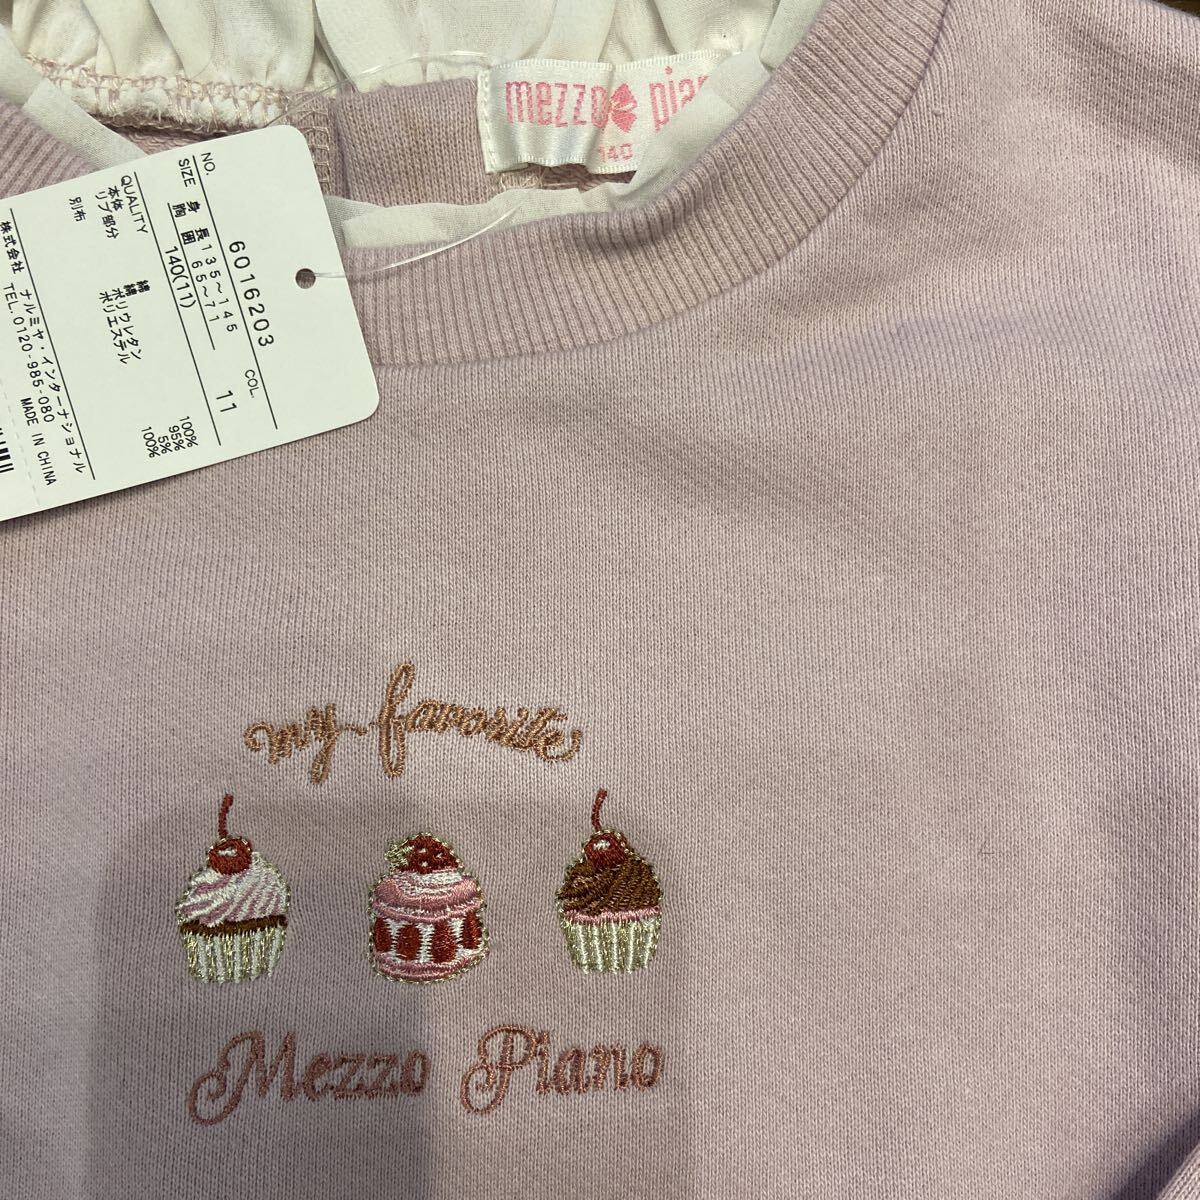 mezzo pia
140
NO. 6016203
SIZE 身長 135~145 COL.
胸囲 65~71
140(11) 11
QUALITY
本体 綿 100%
リブ部分 綿 95%
ポリウレタン 5%
別布 ポリエステル 100%
株式会社 ナルミヤ・インターナショナル
TEL.0120-985-080 MADE IN CHINA
my favorite
Mezzo Piano